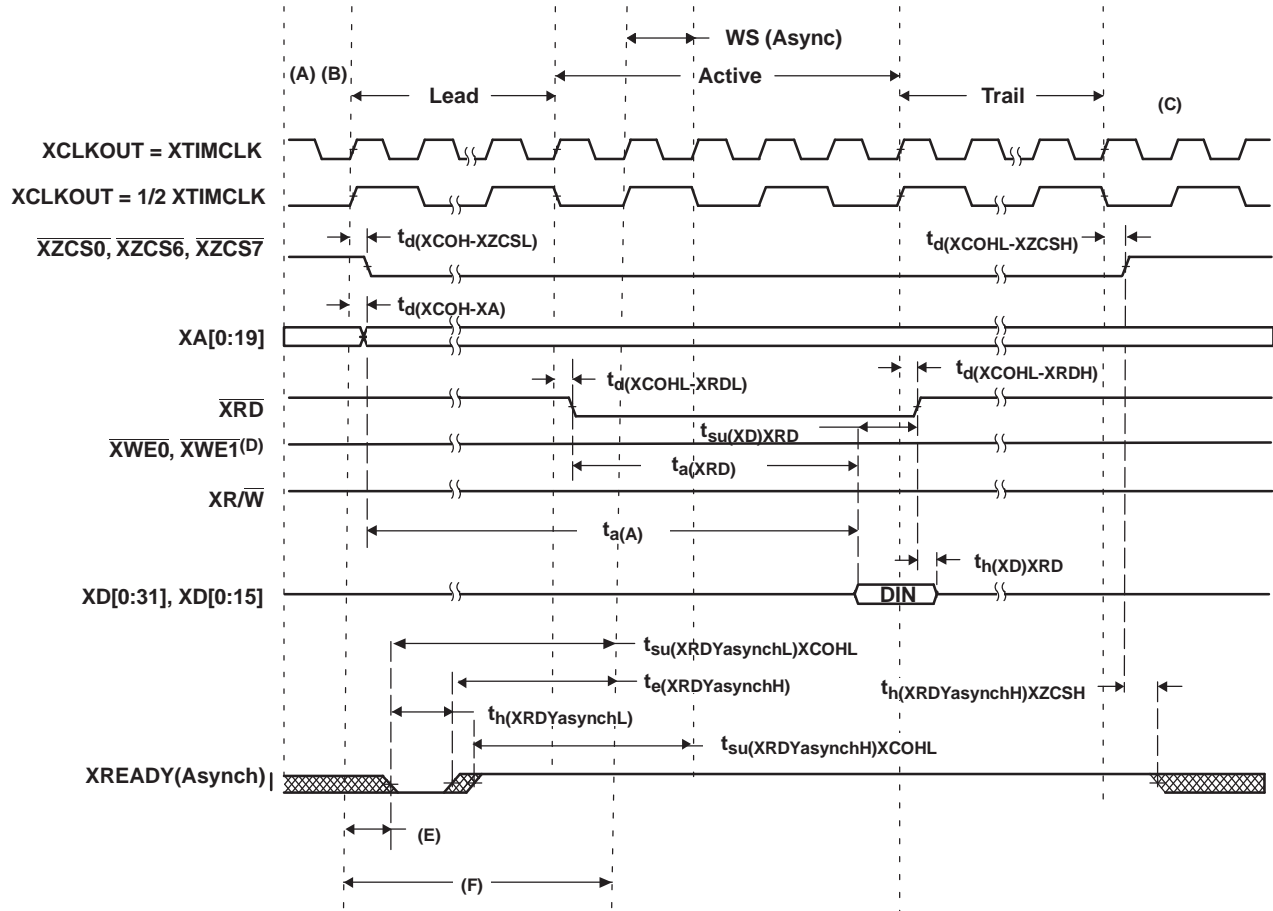 WS (Async)
(A) (B)
Active
Lead
Trail
(C)
XCLKOUT = XTIMCLK
XCLKOUT = 1/2 XTIMCLK
td(XCOH-XZCSL)
td(XCOHL-XZCSH)
XZCS0, XZCS6, XZCS7
td(XCOH-XA)
XA[0:19]
td(XCOHL-XRDL)
td(XCOHL-XRDH)
XRD
tsu(XD)XRD
XWE0, XWE1(D)
ta(XRD)
XR/W
ta(A)
th(XD)XRD
XD[0:31], XD[0:15]
DIN
tsu(XRDYasynchL)XCOHL
te(XRDYasynchH)
th(XRDYasynchH)XZCSH
th(XRDYasynchL)
tsu(XRDYasynchH)XCOHL
XREADY(Asynch)
(E)
(F)